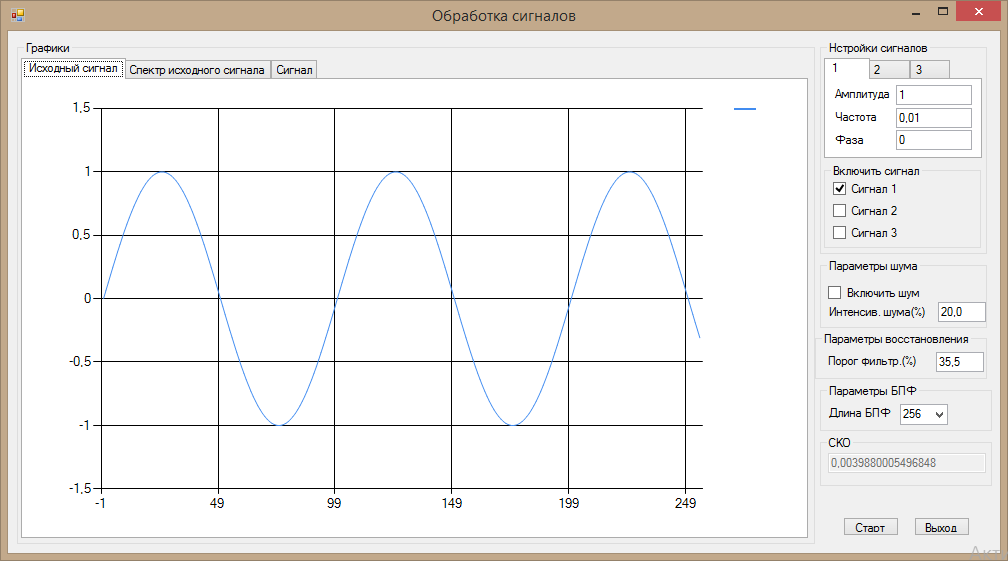 Обработка сигналов
Графики
Исходный сигнал
Спектр исходного сигнала
Сигнал
1,5
1
0,5
0
-0,5
-1
-1,5
-1
49
99
149
199
249
Нстройки сигналов
1
2
3
Амплитуда
1
Частота
0,01
Фаза
0
Включить сигнал
Сигнал 1
Сигнал 2
Сигнал 3
Параметры шума
Включить шум
Интенсив. шума(%)
20,0
Параметры восстановления
Порог фильтр.(%)
35,5
Параметры БПФ
Длина БПФ
256
СКО
0,0039880005496848
Старт
Выход